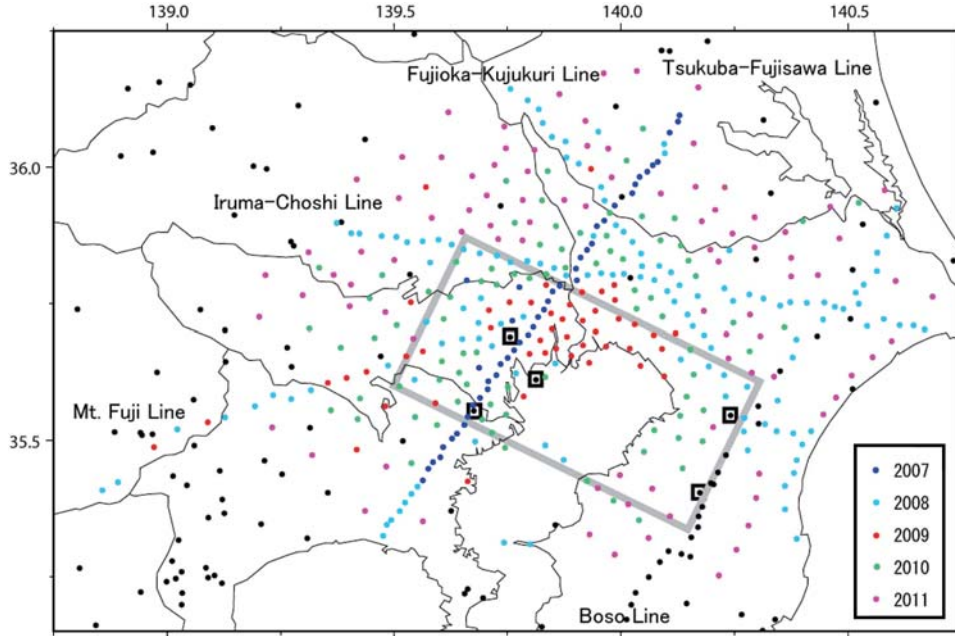 139.0 139.5 140.0 140.5
Fujioka-Kujukuri Line
Tsukuba-Fujisawa Line
36.0
Iruma-Choshi Line
Mt. Fuji Line
35.5
2007
2008
2009
2010
2011
Boso Line